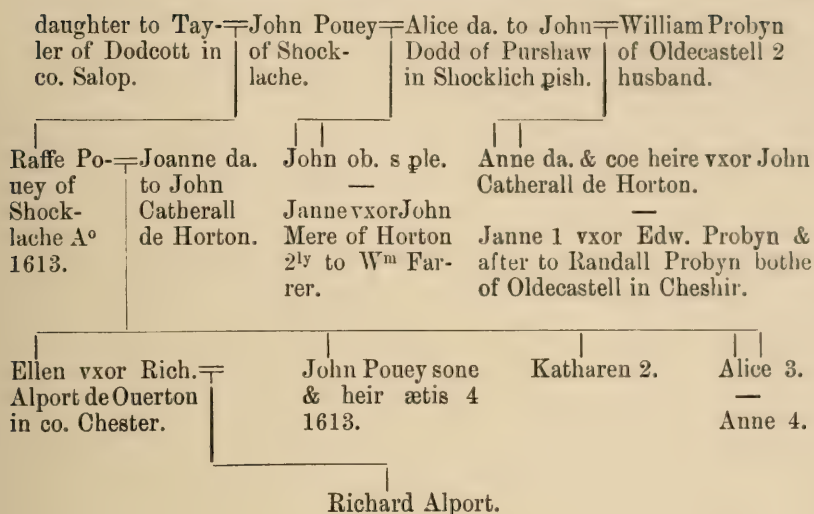 daughter to Tay-
ler of Dodcott in
co. Salop.
John Pouey
of Shock-
lache.
Alice da. to John
Dodd of Purshaw
in Shocklich ꝑish.
William Probyn
of Oldecastell 2
husband.
Raffe Po-
uey of
Shock-
lache Aº
1613.
Joanne da.
to John
Catherall
de Horton.
John ob. s ple.
—
Janne vxor John
Mere of Horton
2ˡʸ to Wᵐ Far-
rer.
Anne da. & coe heire vxor John
Catherall de Horton.
—
Janne 1 vxor Edw. Probyn &
after to Randall Probyn bothe
of Oldecastell in Cheshir.
Ellen vxor Rich.
Alport de Ouerton
in co. Chester.
John Pouey sone
& heir ætis 4
1613.
Katharen 2.
Alice 3.
—
Anne 4.
Richard Alport.